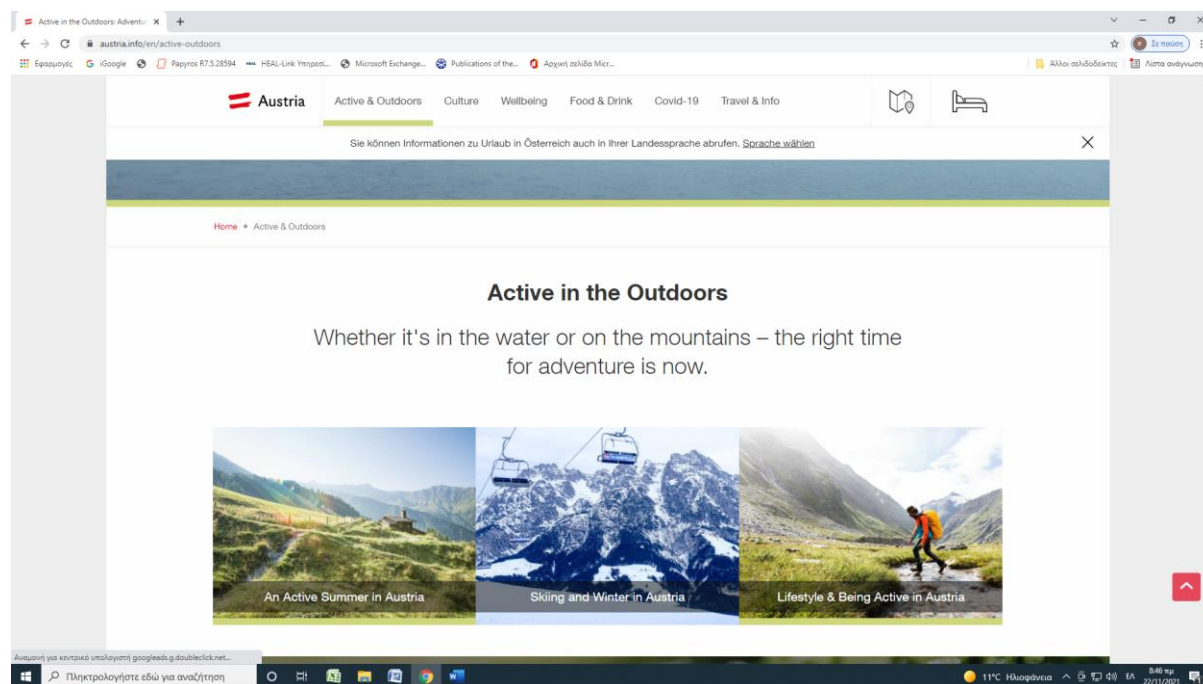 Active in the Outdoors: Adventu
austria.info/en/active-outdoors
Σε παύση
Εφαρμογές iGoogle Papyros R7.5.28594 HEAL-Link Υπηρεσί... Microsoft Exchange... Publications of the... Αρχική σελίδα Micr... Άλλοι σελιδοδείκτες Λίστα ανάγνωση
Austria Active & Outdoors Culture Wellbeing Food & Drink Covid-19 Travel & Info
Sie können Informationen zu Urlaub in Österreich auch in Ihrer Landessprache abrufen. Sprache wählen
Home • Active & Outdoors
Active in the Outdoors
Whether it's in the water or on the mountains – the right time
for adventure is now.
An Active Summer in Austria
Skiing and Winter in Austria
Lifestyle & Being Active in Austria
Αναμονή για κεντρικό υπολογιστή googleads.g.doubleclick.net...
Πληκτρολογήστε εδώ για αναζήτηση
11°C Ηλιοφάνεια ΕΛ 8:46 πμ
22/11/2021